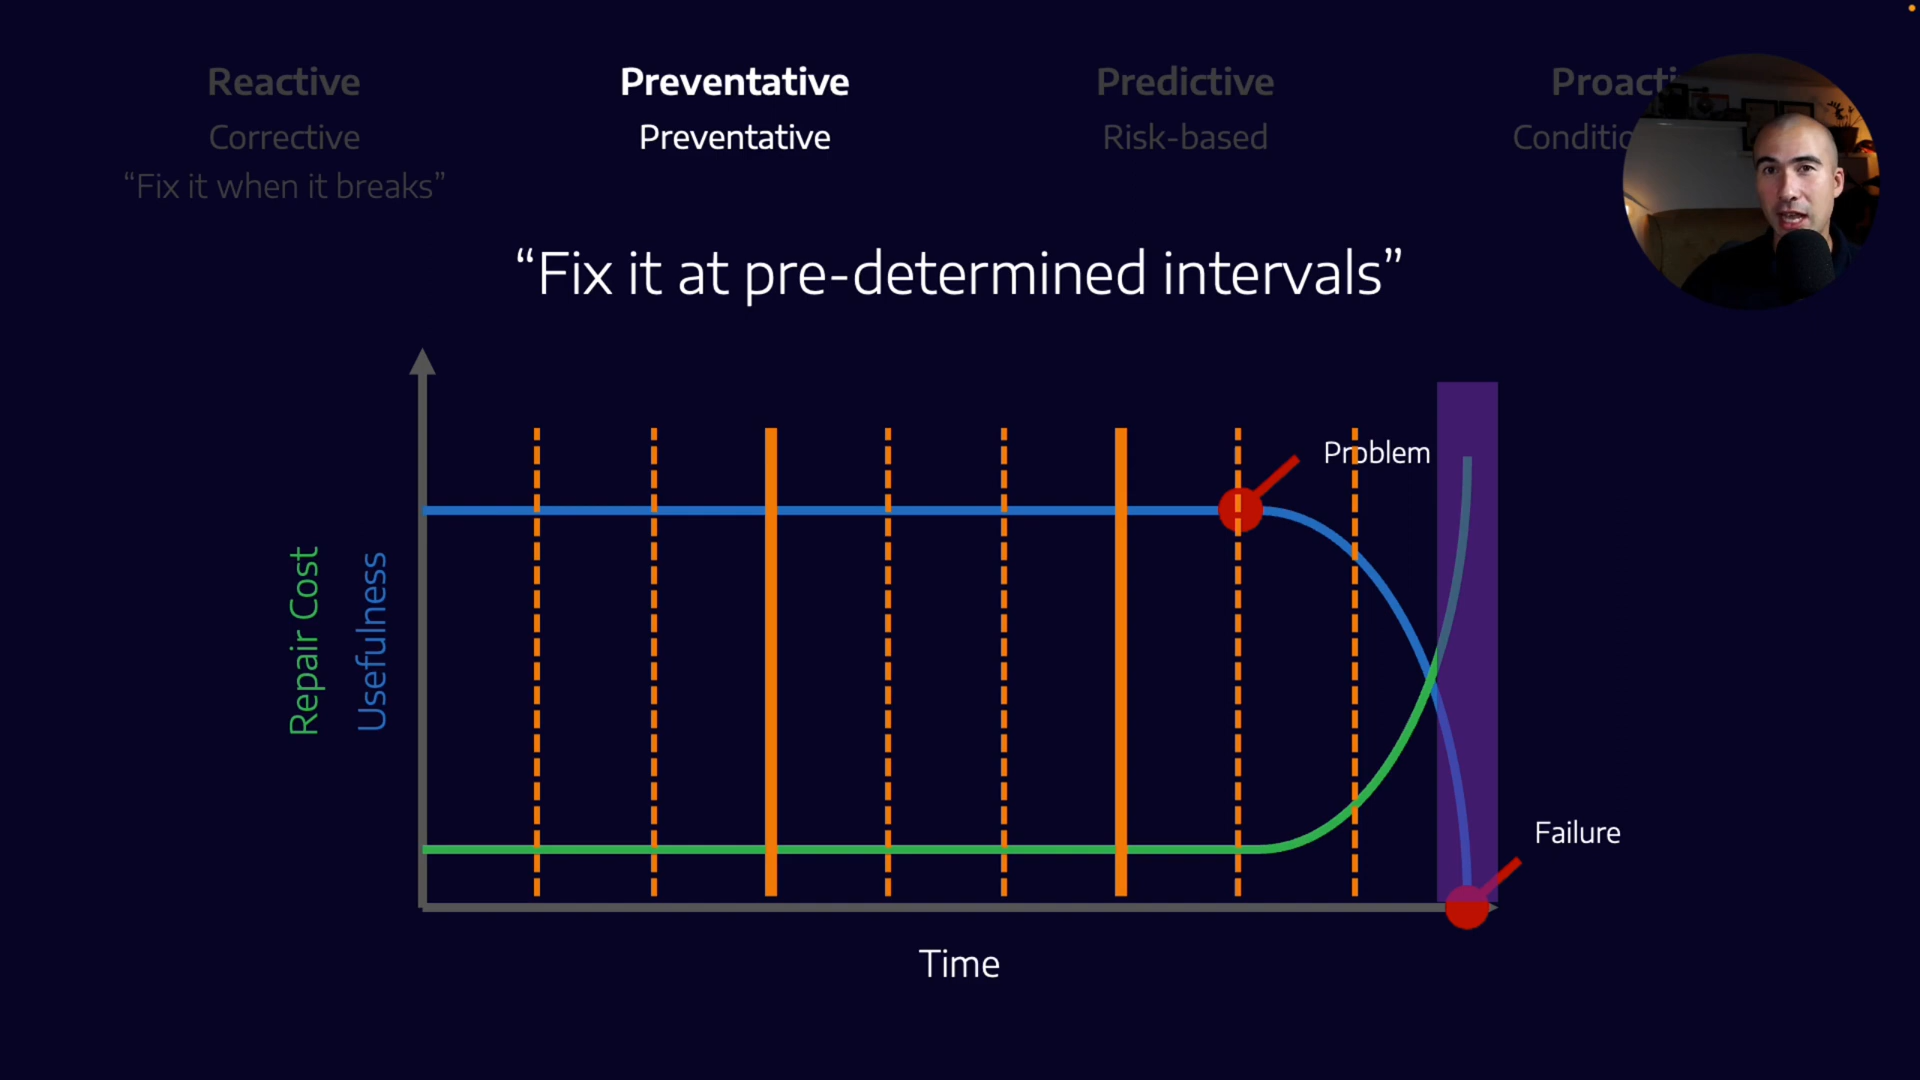 Reactive
Preventative
Predictive
Proacti
Corrective
Preventative
Risk-based
Conditio
“Fix it when it breaks”
“Fix it at pre-determined intervals”
Problem
Repair Cost
Usefulness
Failure
Time